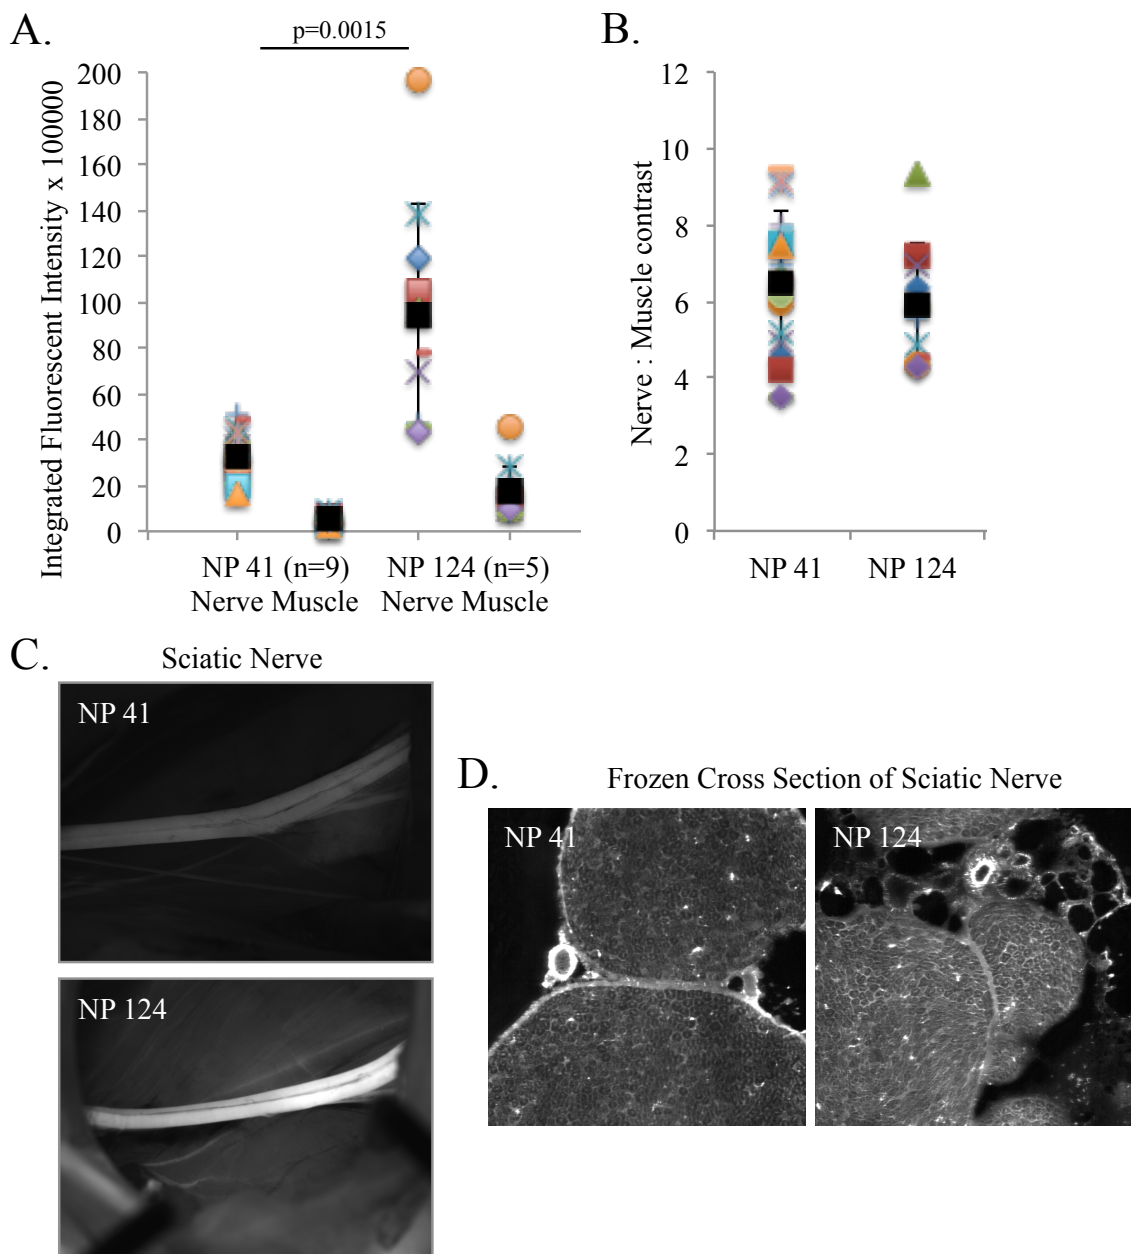 A.
p=0.0015
Integrated Fluorescent Intensity x 100000
200
180
160
140
120
100
80
60
40
20
0
NP 41 (n=9) NP 124 (n=5)
Nerve Muscle Nerve Muscle
B.
Nerve : Muscle contrast
12
10
8
6
4
2
0
NP 41 NP 124
C.
Sciatic Nerve
NP 41
NP 124
D.
Frozen Cross Section of Sciatic Nerve
NP 41
NP 124